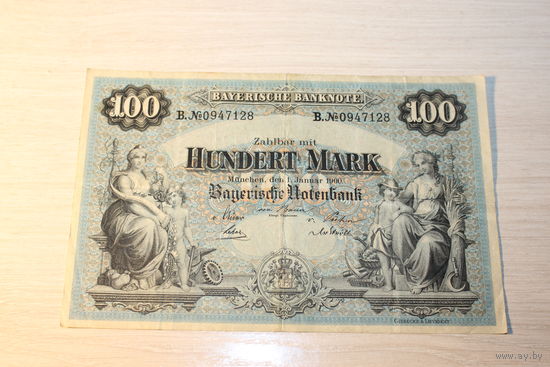 BAYERISCHE BANKNOTE.
100 100
B.№0947128 B.№0947128
Zahlbar mit
HUNDERT MARK
München, den 1. Januar 1900.
Bayerische Notenbank
GIESECKE & DEVRIENT
www.ay.by